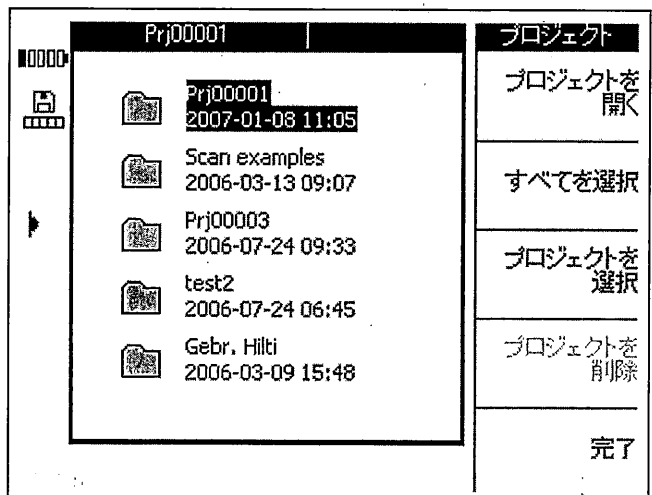 Prj00001
プロジェクト
Prj00001
2007-01-08 11:05
Scan examples
2006-03-13 09:07
Prj00003
2006-07-24 09:33
test2
2006-07-24 06:45
Gebr. Hilti
2006-03-09 15:48
プロジェクトを
開く
すべてを選択
プロジェクトを
選択
プロジェクトを
削除
完了